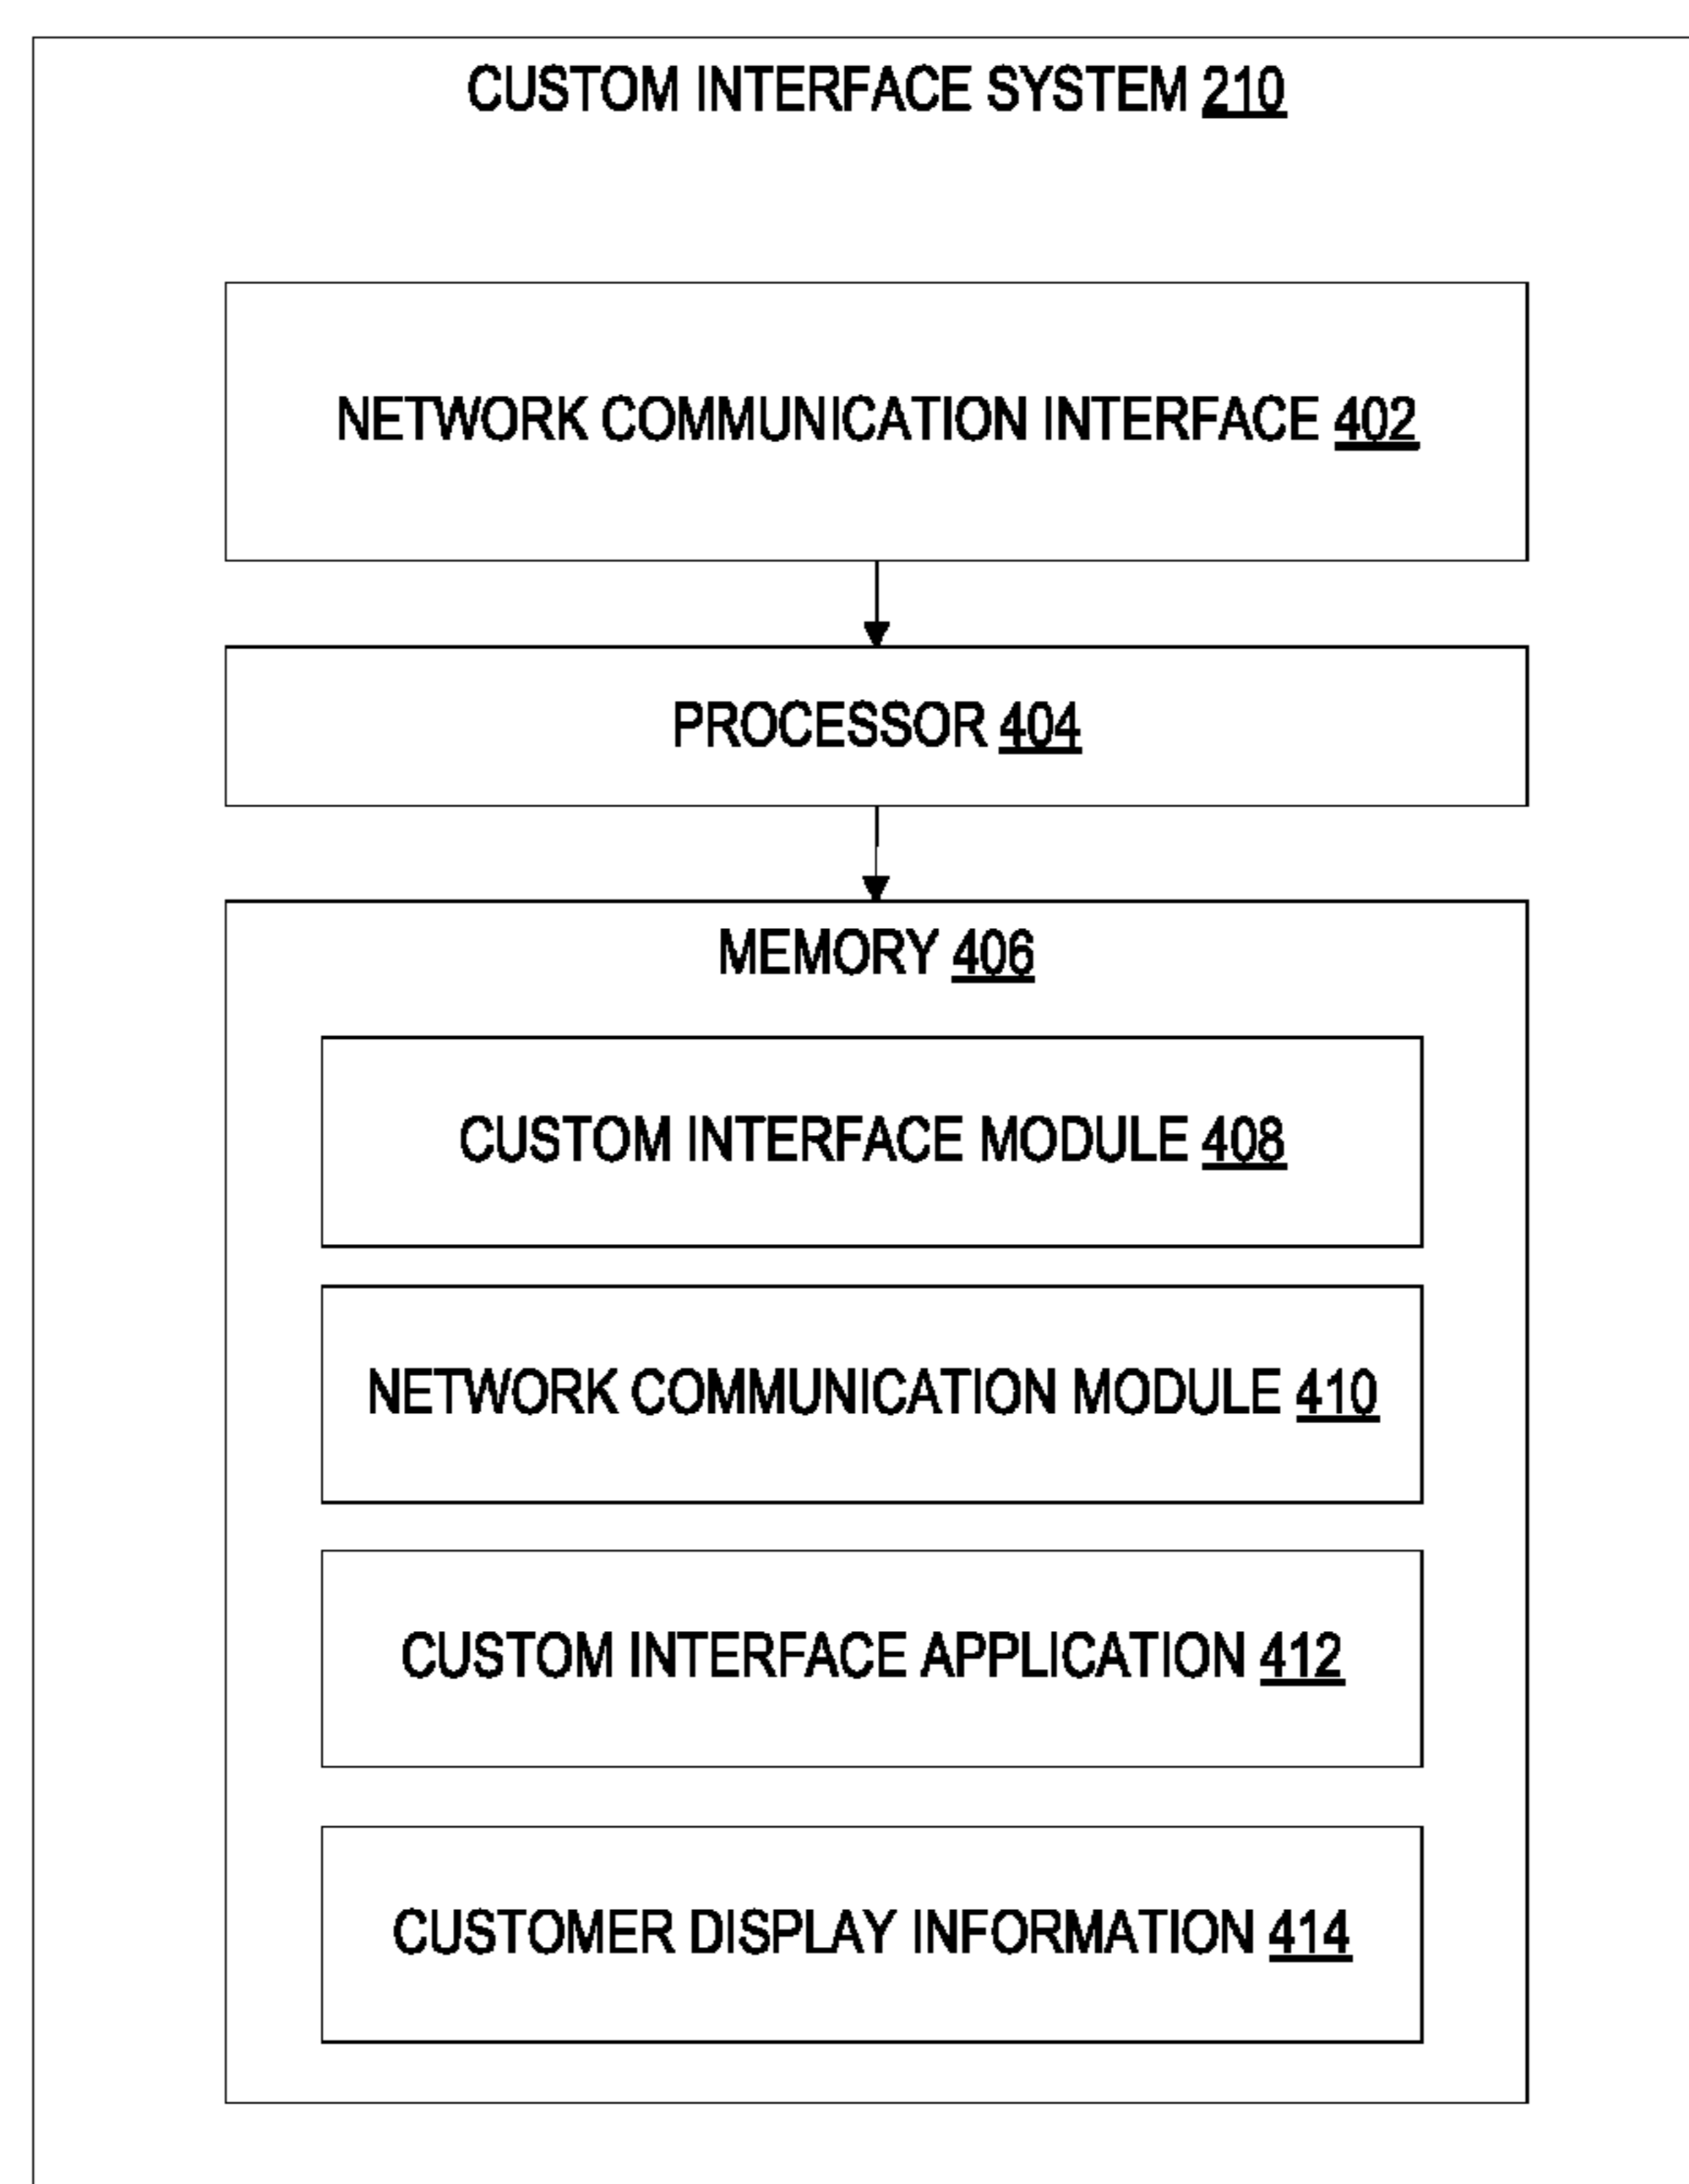 CUSTOM INTERFACE SYSTEM 210
NETWORK COMMUNICATION INTERFACE 402
PROCESSOR 404
MEMORY 406
CUSTOM INTERFACE MODULE 408
NETWORK COMMUNICATION MODULE 410
CUSTOM INTERFACE APPLICATION 412
CUSTOMER DISPLAY INFORMATION 414